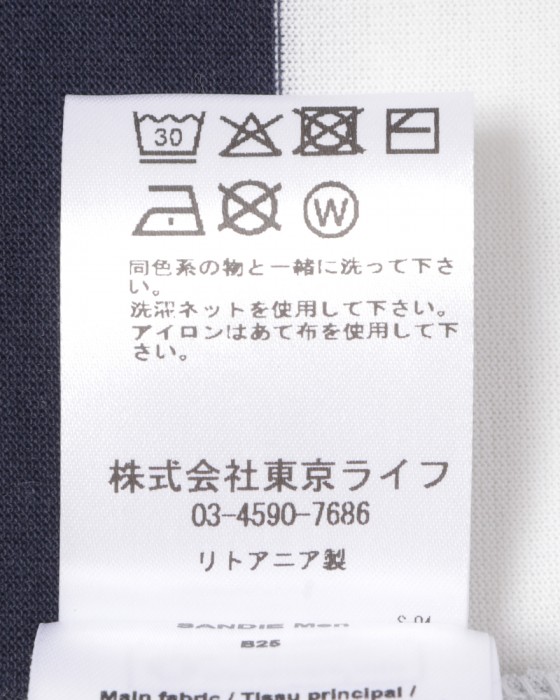 30
W
同色系の物と一緒に洗って下さ
い。
洗濯ネットを使用して下さい。
アイロンはあて布を使用して下
さい。
株式会社東京ライフ
03-4590-7686
リトアニア製
B25
Main fabric / Tissu principal /